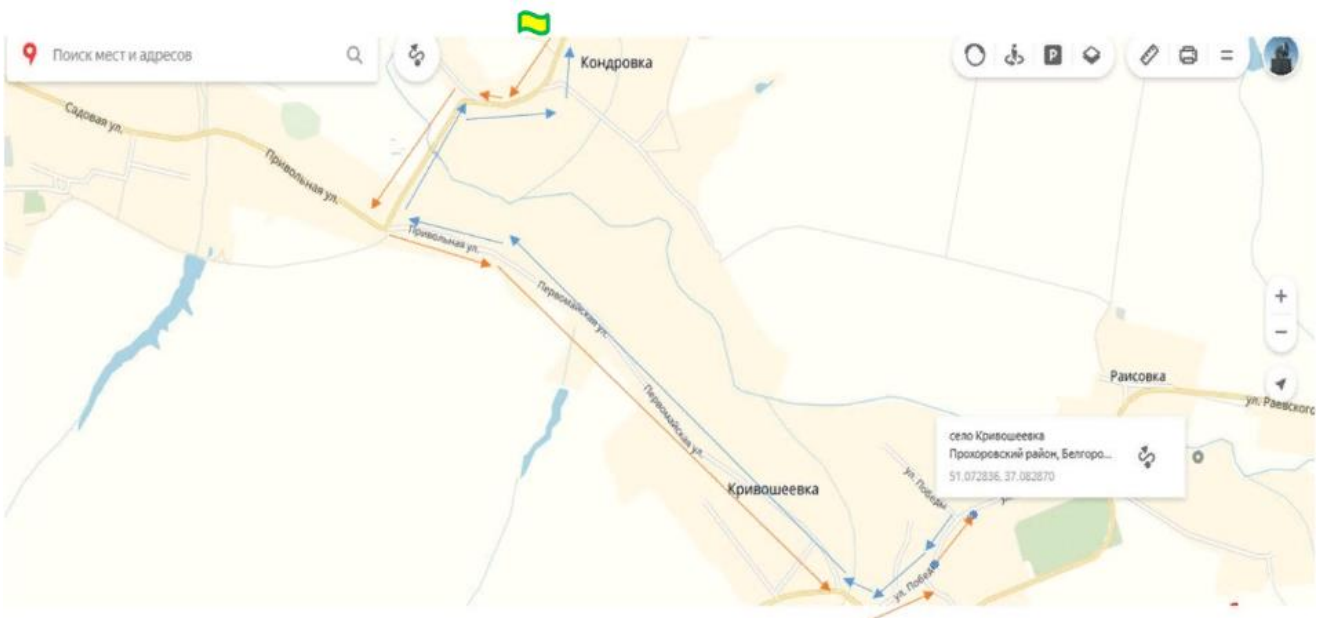 Поиск мест и адресов
P
Кондровка
Садовая ул.
Привольная ул.
Привольная ул.
Первомайская ул.
Первомайская ул.
Раисовка
ул. Раевского
село Кривошеевка
Прохоровский район, Белгоро...
51.072836, 37.082870
Кривошеевка
ул. Победы
ул. Победы